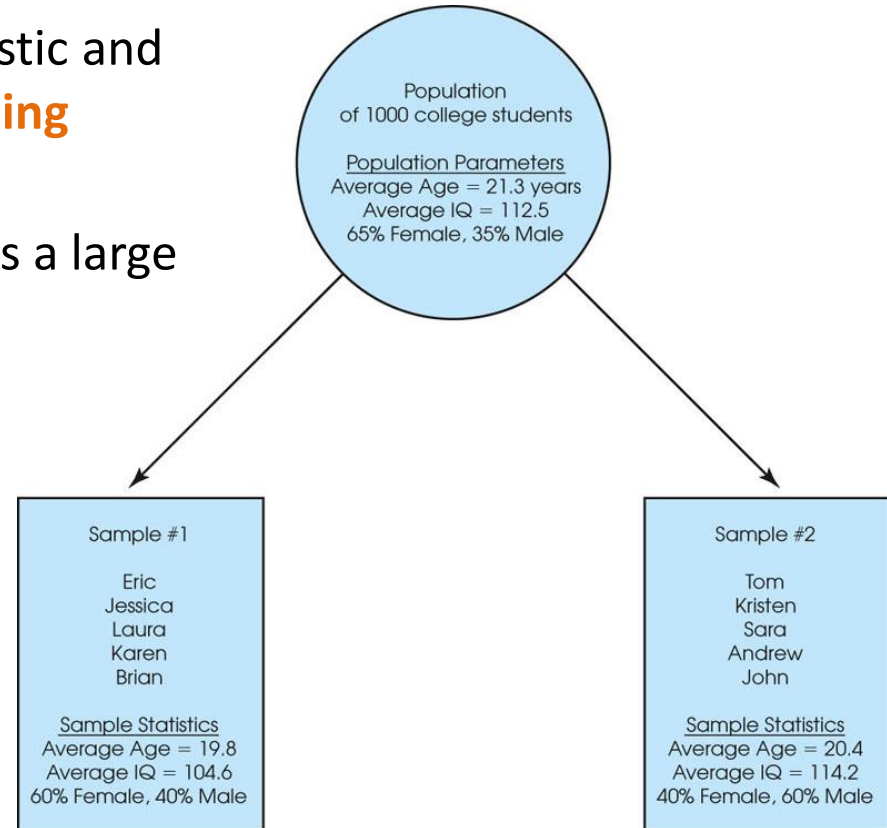 stic and
ing
s a large
Population
of 1000 college students
Population Parameters
Average Age = 21.3 years
Average IQ = 112.5
65% Female, 35% Male
Sample #1
Eric
Jessica
Laura
Karen
Brian
Sample Statistics
Average Age = 19.8
Average IQ = 104.6
60% Female, 40% Male
Sample #2
Tom
Kristen
Sara
Andrew
John
Sample Statistics
Average Age = 20.4
Average IQ = 114.2
40% Female, 60% Male